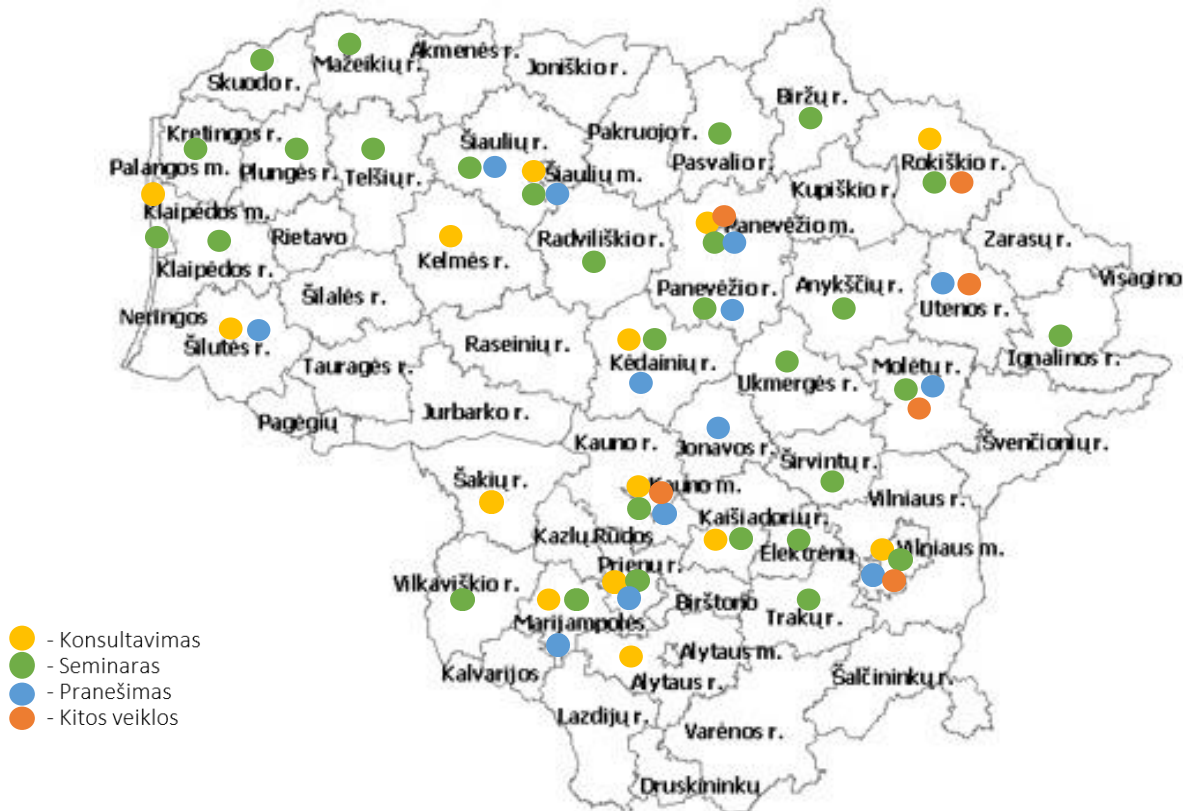 Akmenės r.
Mažeikių r.
Joniškio r.
Skuodo r.
Biržų r.
Kretingos r.
Šiaulių r.
Pakruojo r.
Pasvalio r.
Rokiškio r.
Palangos m.
Plungės r.
Telšių r.
Šiaulių m.
Kupiškio r.
Klaipėdos m.
Rietavo
Radviliškio r.
Panevėžio m.
Zarasų r.
Kelmės r.
Klaipėdos r.
Visagino
Šilalės r.
Panevėžio r.
Anykščių r.
Utenos r.
Neringos
Šilutės r.
Raseinių r.
Kėdainių r.
Ignalinos r.
Tauragės r.
Ukmergės r.
Molėtų r.
Pagėgių
Jurbarko r.
Kauno r.
Jonavos r.
Švenčionių r.
Širvintų r.
Šakių r.
Kauno m.
Vilniaus r.
Kaišiadorių r.
Kazlų Rūdos
Elektrėnų
Vilniaus m.
Prienų r.
Vilkaviškio r.
Birštono
Marijampolės
Trakų r.
Alytaus m.
Kalvarijos
Alytaus r.
Šalčininkų r.
Lazdijų r.
Varėnos r.
Druskininkų
- Konsultavimas
- Seminaras
- Pranešimas
- Kitos veiklos